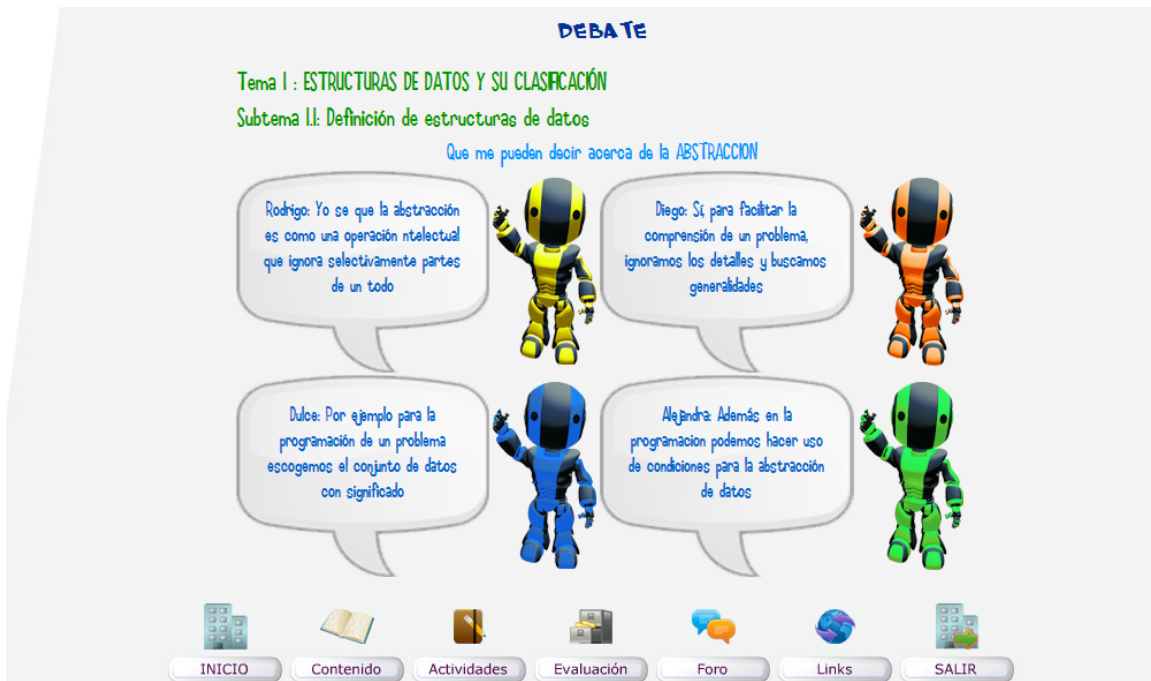 DEBATE
Tema 1 : ESTRUCTURAS DE DATOS Y SU CLASIFICACIÓN
Subtema 1.1: Definición de estructuras de datos
Que me pueden decir acerca de la ABSTRACCION
Rodrigo: Yo se que la abstracción
es como una operación ntelectual
que ignora selectivamente partes
de un todo
Diego: Sí, para facilitar la
comprensión de un problema,
ignoramos los detalles y buscamos
generalidades
Dulce: Por ejemplo para la
programación de un problema
escogemos el conjunto de datos
con significado
Alejandra: Además en la
programacion podemos hacer uso
de condiciones para la abstracción
de datos
INICIO
Contenido
Actividades
Evaluación
Foro
Links
SALIR